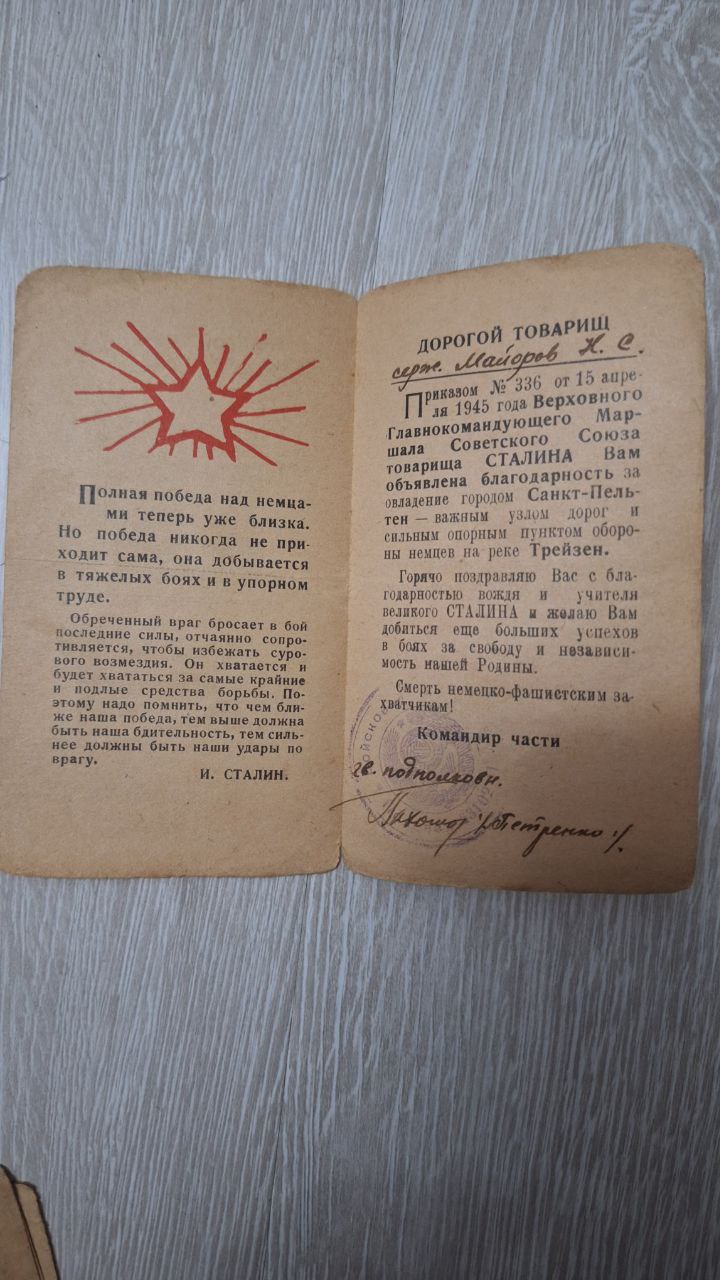 Полная победа над немца-
ми теперь уже близка.
Но победа никогда не при-
ходит сама, она добывается
в тяжелых боях и в упорном
труде.
Обреченный враг бросает в бой
последние силы, отчаянно сопро-
тивляется, чтобы избежать суро-
вого возмездия. Он хватается и
будет хвататься за самые крайние
и подлые средства борьбы. По-
этому надо помнить, что чем бли-
же наша победа, тем выше должна
быть наша бдительность, тем силь-
нее должны быть наши удары по
врагу.
И. СТАЛИН.
ДОРОГОЙ ТОВАРИЩ
серж. Майоров Н. С.
Приказом № 336 от 15 апре-
ля 1945 года Верховного
Главнокомандующего Мар-
шала Советского Союза
товарища СТАЛИНА Вам
объявлена благодарность за
овладение городом Санкт-Пель-
тен — важным узлом дорог и
сильным опорным пунктом оборо-
ны немцев на реке Трейзен.
Горячо поздравляю Вас с бла-
годарностью вождя и учителя
великого СТАЛИНА и желаю Вам
добиться еще больших успехов
в боях за свободу и независи-
мость нашей Родины.
Смерть немецко-фашистским за-
хватчикам!
Командир части
гв. подполковн.
/Петренко/.